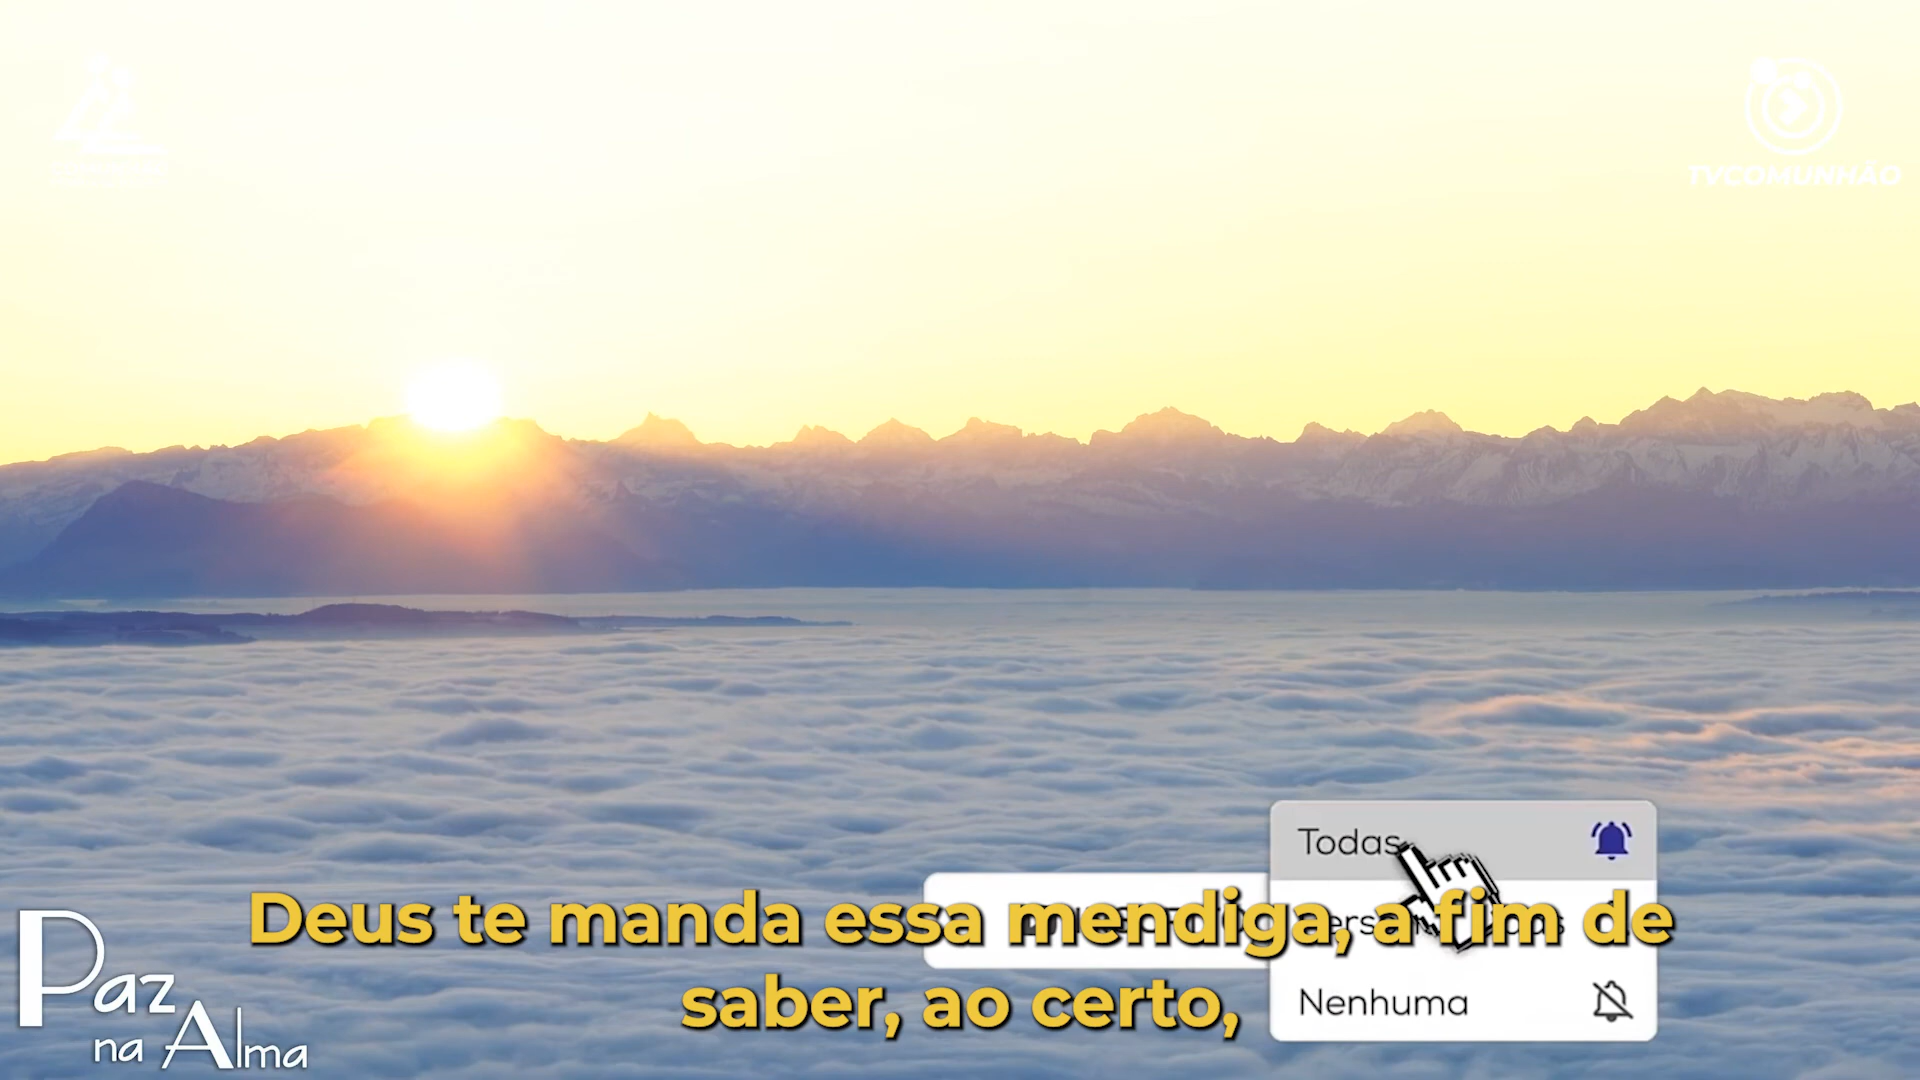 TVCOMUNHÃO
Todas
Deus te manda essa mendiga, a fim de
saber, ao certo,
Nenhuma
Paz
na Alma